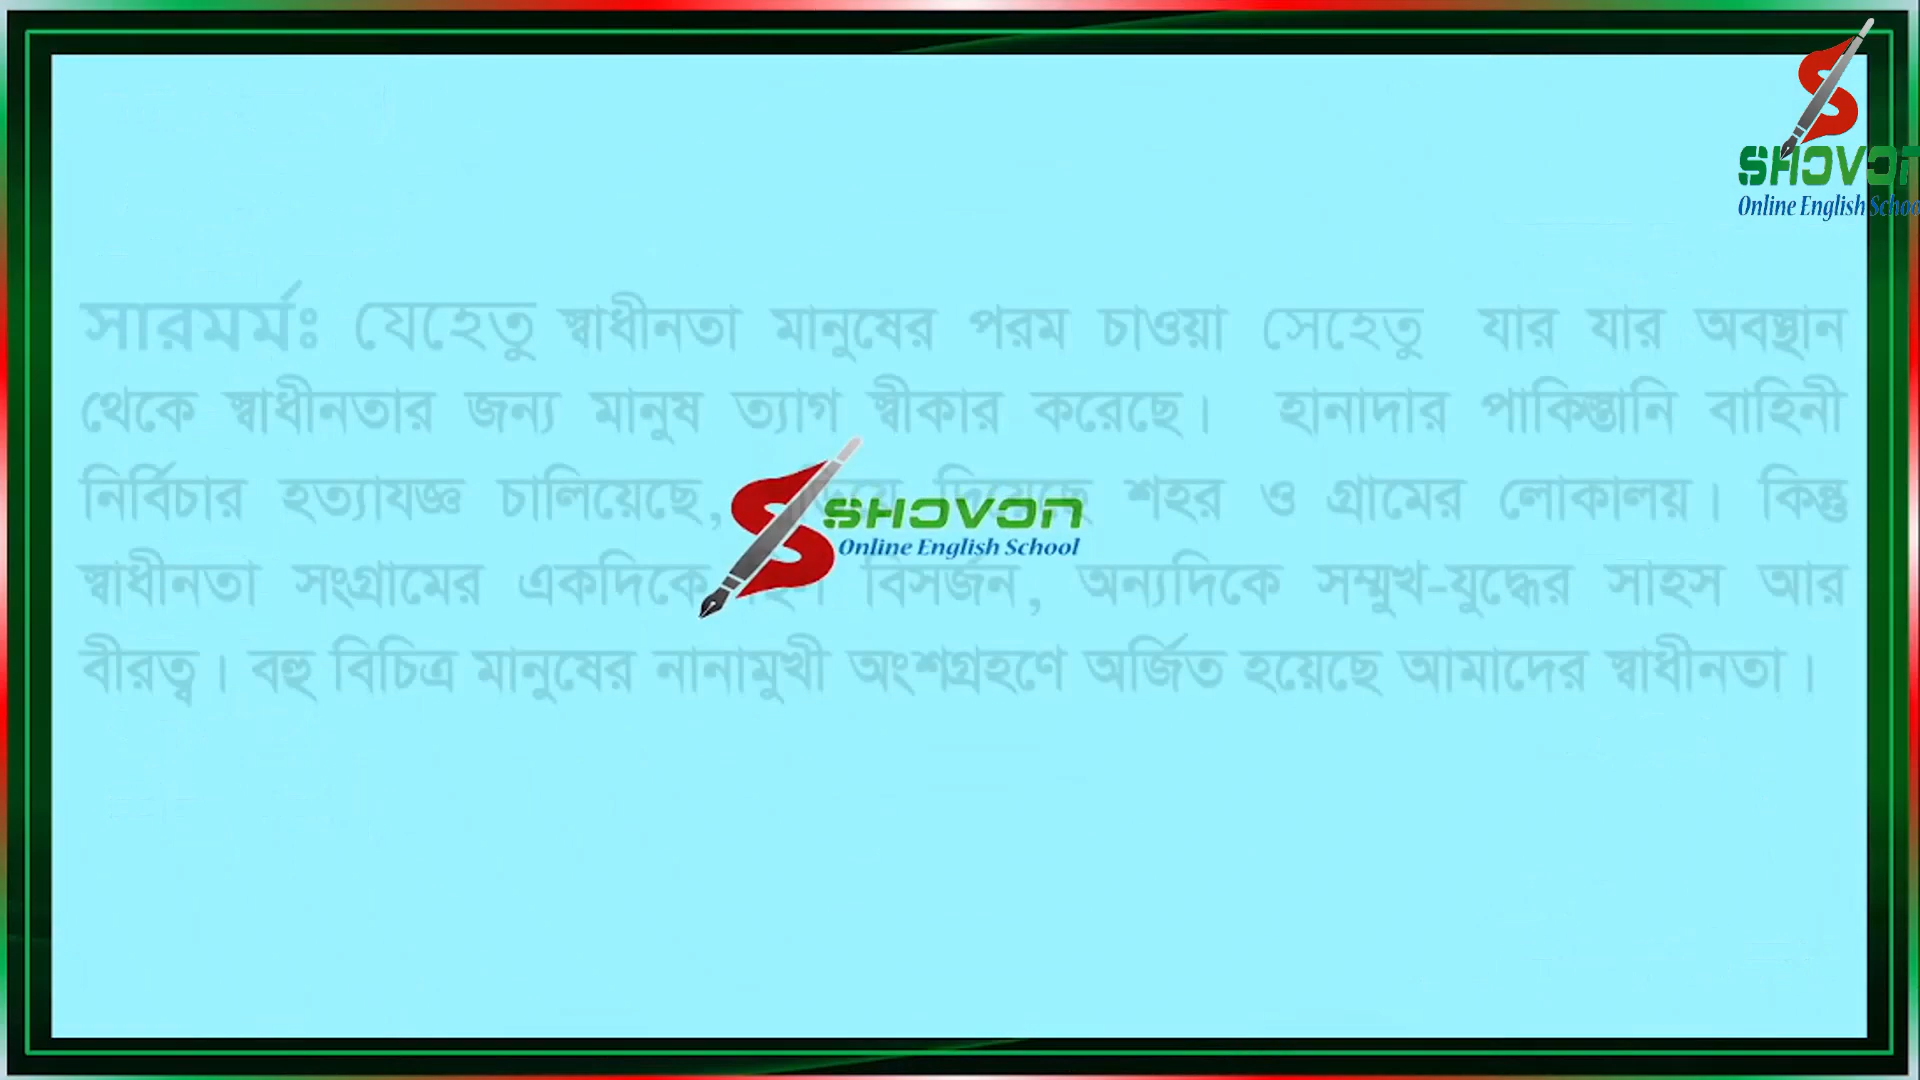 SHOVON
Online English School
সারমর্মঃ যেহেতু স্বাধীনতা মানুষের পরম চাওয়া সেহেতু যার যার অবস্থান
থেকে স্বাধীনতার জন্য মানুষ ত্যাগ স্বীকার করেছে। হানাদার পাকিস্তানি বাহিনী
নির্বিচার হত্যাযজ্ঞ চালিয়েছে, দিয়েছে শহর ও গ্রামের লোকালয়। কিন্তু
SHOVON
Online English School
স্বাধীনতা সংগ্রামের একদিকে বিসর্জন, অন্যদিকে সম্মুখ-যুদ্ধের সাহস আর
বীরত্ব। বহু বিচিত্র মানুষের নানামুখী অংশগ্রহণে অর্জিত হয়েছে আমাদের স্বাধীনতা।